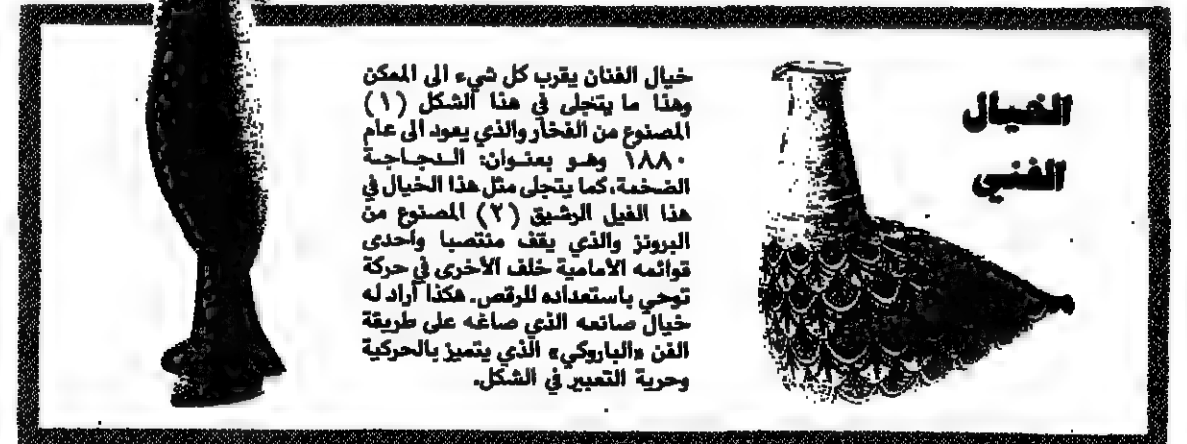 الخيال
الفني
خيال الفنان يقرب كل شيء الى الممكن
وهذا ما يتجلى في هذا الشكل (١)
المصنوع من الفخار والذي يعود الى عام
١٨٨٠ وهو بعنوان: الدجاجة
الضخمة، كما يتجلى مثل هذا الخيال في
هذا الفيل الرشيق (٢) المصنوع من
البرونز والذي يقف منتصبا واحدى
قوائمه الأمامية خلف الأخرى في حركة
توحي باستعداده للرقص. هكذا أراد له
خيال صانعه الذي صاغه على طريقة
الفن «الباروكي» الذي يتميز بالحركية
وحرية التعبير في الشكل.